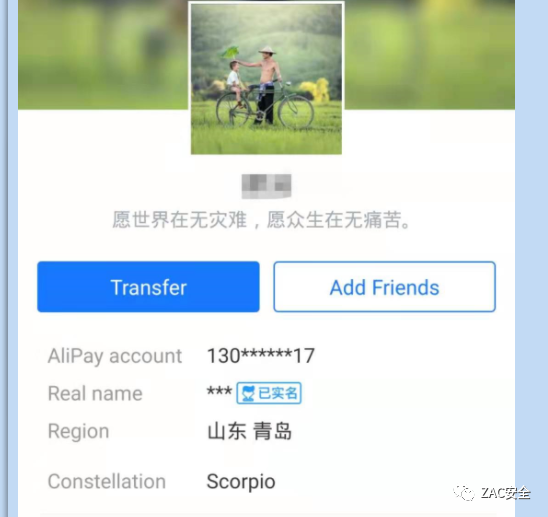 愿世界在无灾难，愿众生在无痛苦。
Transfer Add Friends
AliPay account 130******17
Real name *** 已实名
Region 山东 青岛
Constellation Scorpio
ZAC安全